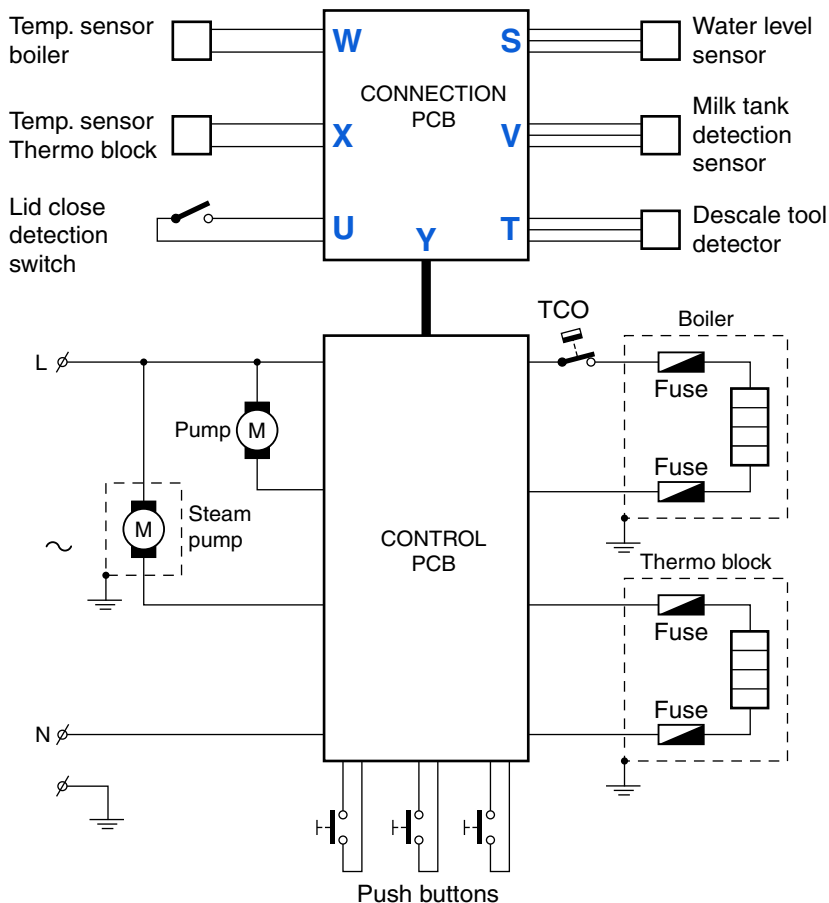 Temp. sensor
boiler
W
S
Water level
sensor
CONNECTION
PCB
Temp. sensor
Thermo block
X
V
Milk tank
detection
sensor
Lid close
detection
switch
U
Y
T
Descale tool
detector
TCO
Boiler
L
Fuse
Pump
M
Fuse
M
Steam
pump
~
CONTROL
PCB
Thermo block
Fuse
Fuse
N
Push buttons